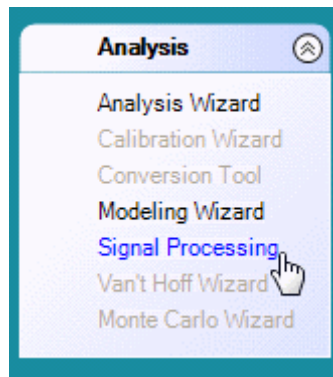 Analysis
Analysis Wizard
Calibration Wizard
Conversion Tool
Modeling Wizard
Signal Processing
Van't Hoff Wizard
Monte Carlo Wizard